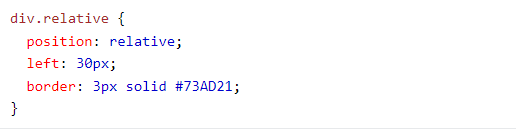 div.relative {
  position: relative;
  left: 30px;
  border: 3px solid #73AD21;
}